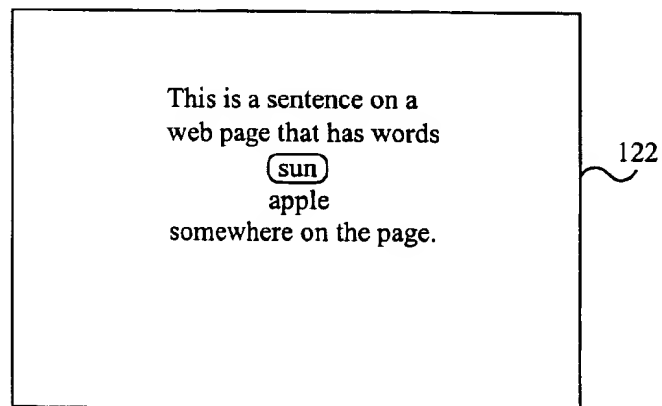 This is a sentence on a
web page that has words
sun
apple
somewhere on the page.
122